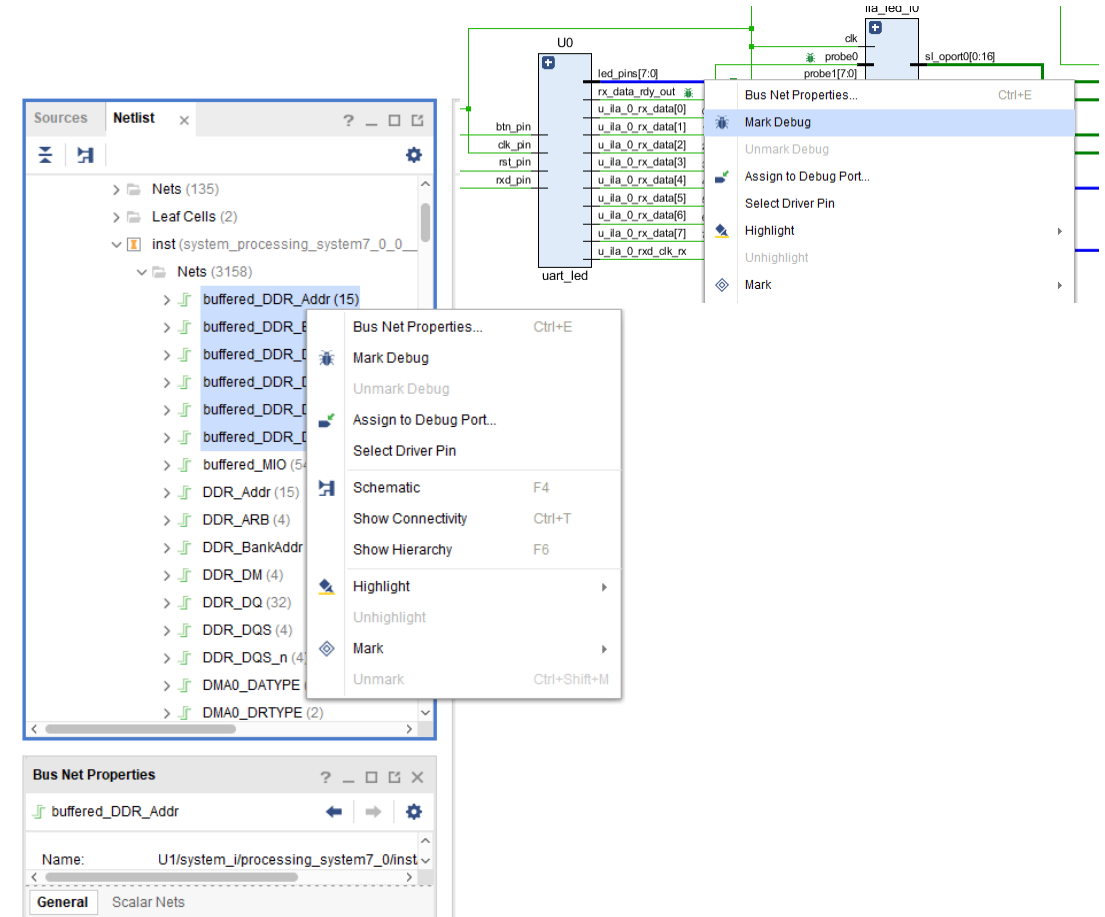 ila_led_i0
U0
clk
probe0
probe1[7:0]
sl_oport0[0:16]
led_pins[7:0]
rx_data_rdy_out
u_ila_0_rx_data[0]
u_ila_0_rx_data[1]
u_ila_0_rx_data[2]
u_ila_0_rx_data[3]
u_ila_0_rx_data[4]
u_ila_0_rx_data[5]
u_ila_0_rx_data[6]
u_ila_0_rx_data[7]
u_ila_0_rxd_clk_rx
btn_pin
clk_pin
rst_pin
rxd_pin
uart_led
Bus Net Properties... Ctrl+E
Mark Debug
Unmark Debug
Assign to Debug Port...
Select Driver Pin
Highlight
Unhighlight
Mark
Sources Netlist
Nets (135)
Leaf Cells (2)
inst (system_processing_system7_0_0__
Nets (3158)
buffered_DDR_Addr (15)
buffered_DDR_
buffered_DDR_
buffered_DDR_
buffered_DDR_
buffered_DDR_
buffered_MIO (54
DDR_Addr (15)
DDR_ARB (4)
DDR_BankAddr
DDR_DM (4)
DDR_DQ (32)
DDR_DQS (4)
DDR_DQS_n (4)
DMA0_DATYPE (
DMA0_DRTYPE (2)
Bus Net Properties... Ctrl+E
Mark Debug
Unmark Debug
Assign to Debug Port...
Select Driver Pin
Schematic F4
Show Connectivity Ctrl+T
Show Hierarchy F6
Highlight
Unhighlight
Mark
Unmark Ctrl+Shift+M
Bus Net Properties
buffered_DDR_Addr
Name: U1/system_i/processing_system7_0/inst
General Scalar Nets